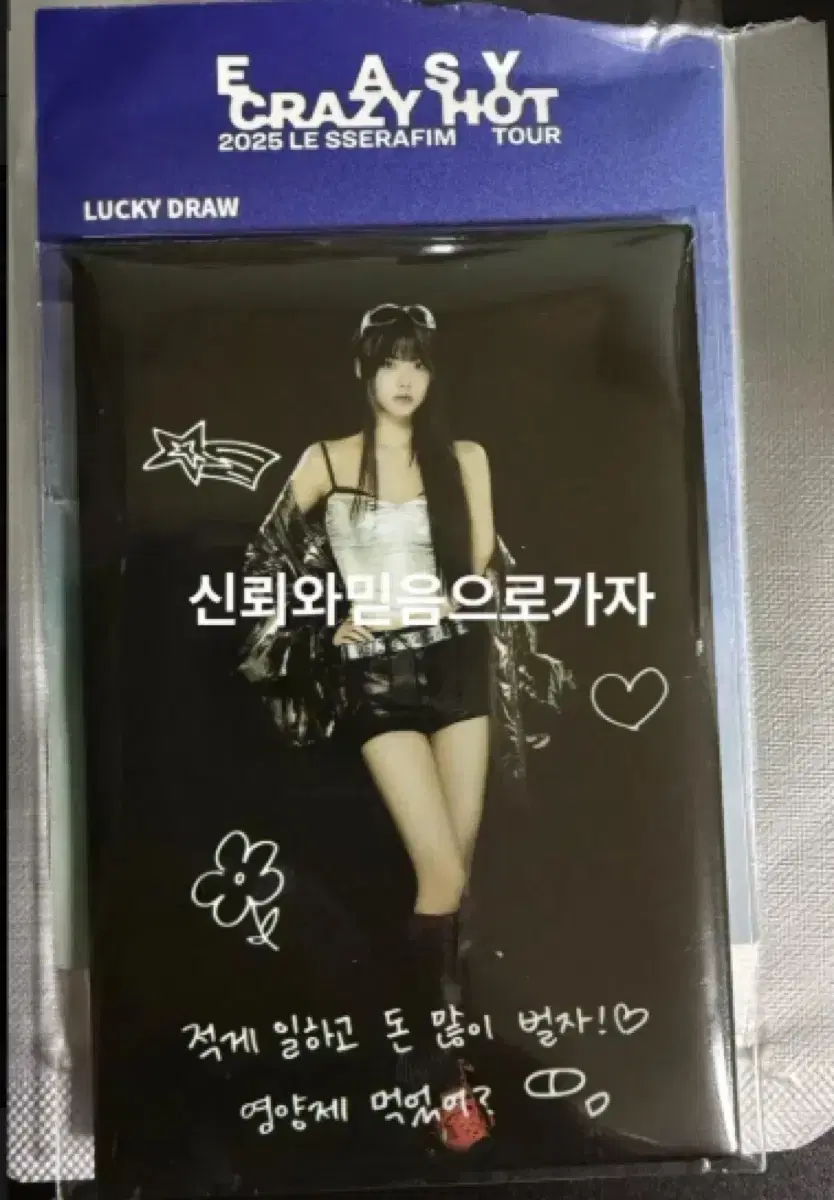 E ASY
CRAZY HOT
2025 LE SSERAFIM TOUR
LUCKY DRAW
신뢰와믿음으로가자
적게 일하고 돈 많이 벌자!♡
영양제 먹었어?